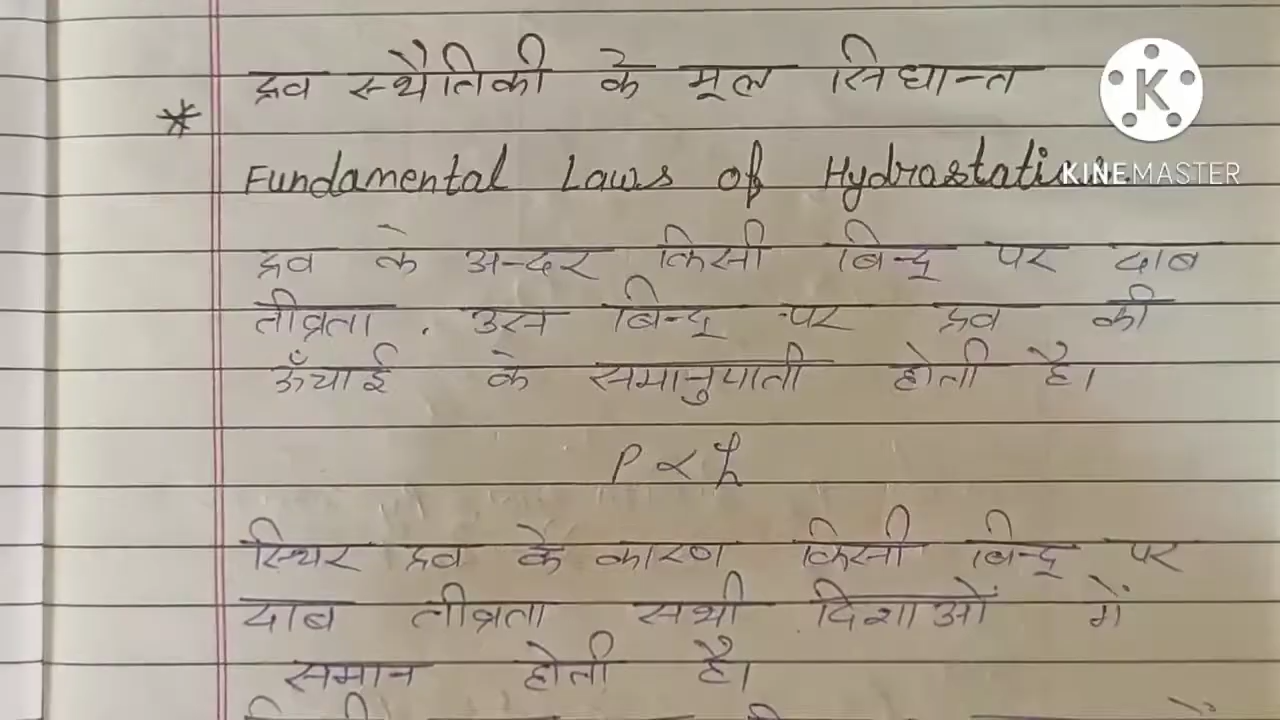 द्रव स्थैतिकी के मूल सिधान्त
Fundamental Laws of Hydrostatics
द्रव के अन्दर किसी बिन्दू पर दाब
तीव्रता . उस बिन्दू पर द्रव की
ऊँचाई के समानुपाती होती है।
P ∝ h
स्थिर द्रव के कारण किसी बिन्दू पर
दाब तीव्रता सभी दिशाओं में
समान होती है।
K
KINEMASTER